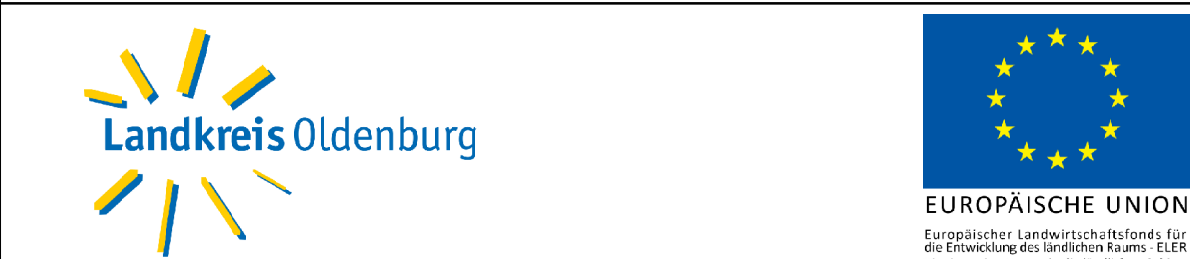 Landkreis Oldenburg
EUROPÄISCHE UNION
Europäischer Landwirtschaftsfonds für
die Entwicklung des ländlichen Raums - ELER